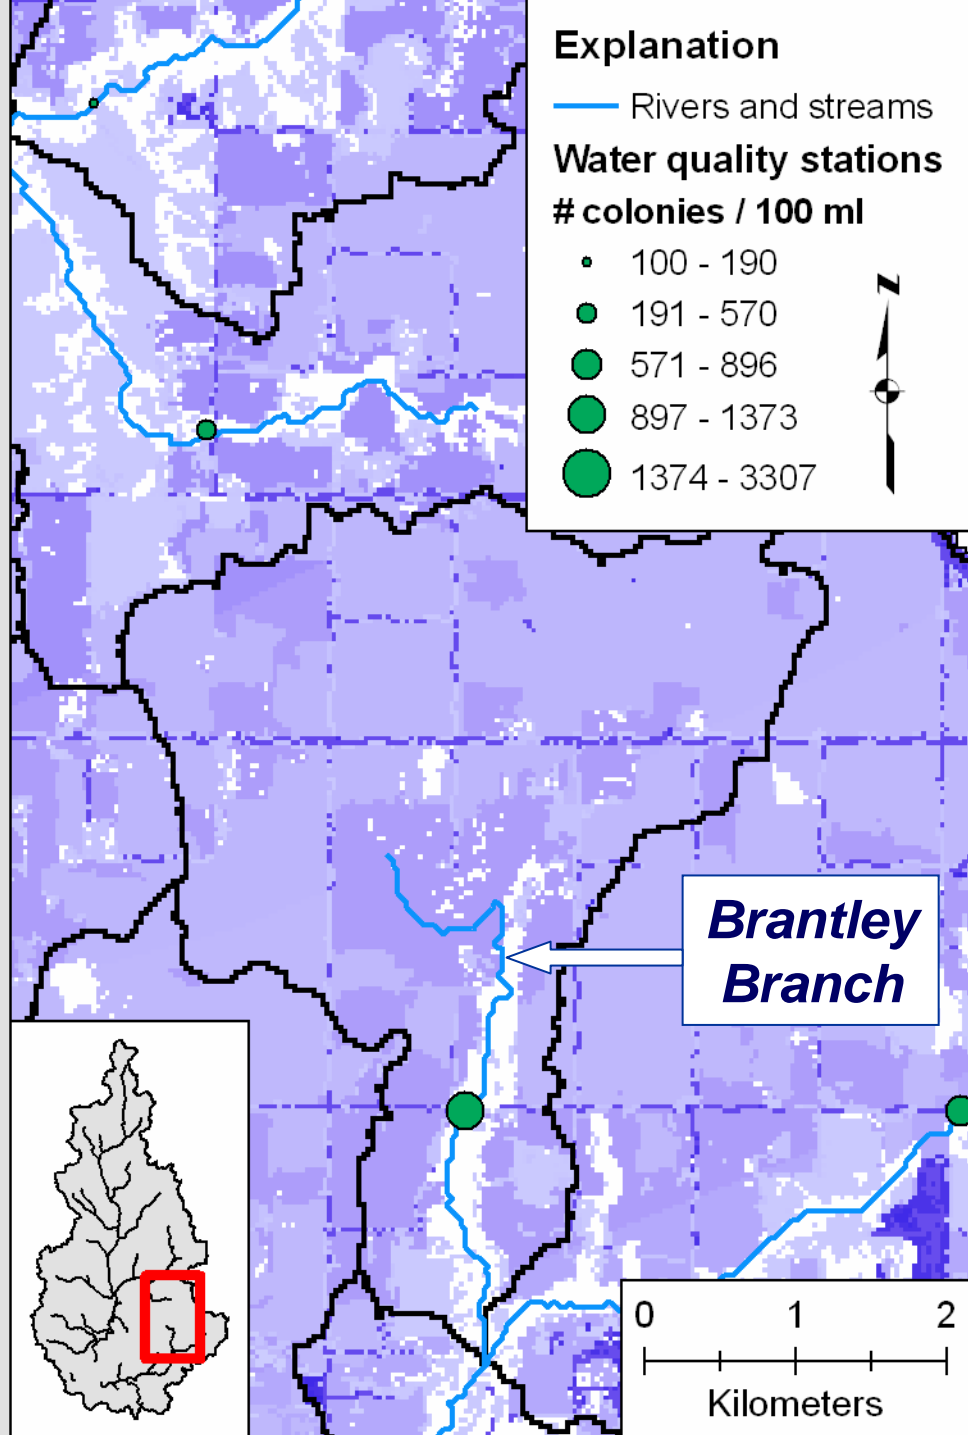 Explanation
Rivers and streams
Water quality stations
# colonies / 100 ml
100 - 190
191 - 570
571 - 896
897 - 1373
1374 - 3307
N
Brantley
Branch
0 1 2
Kilometers